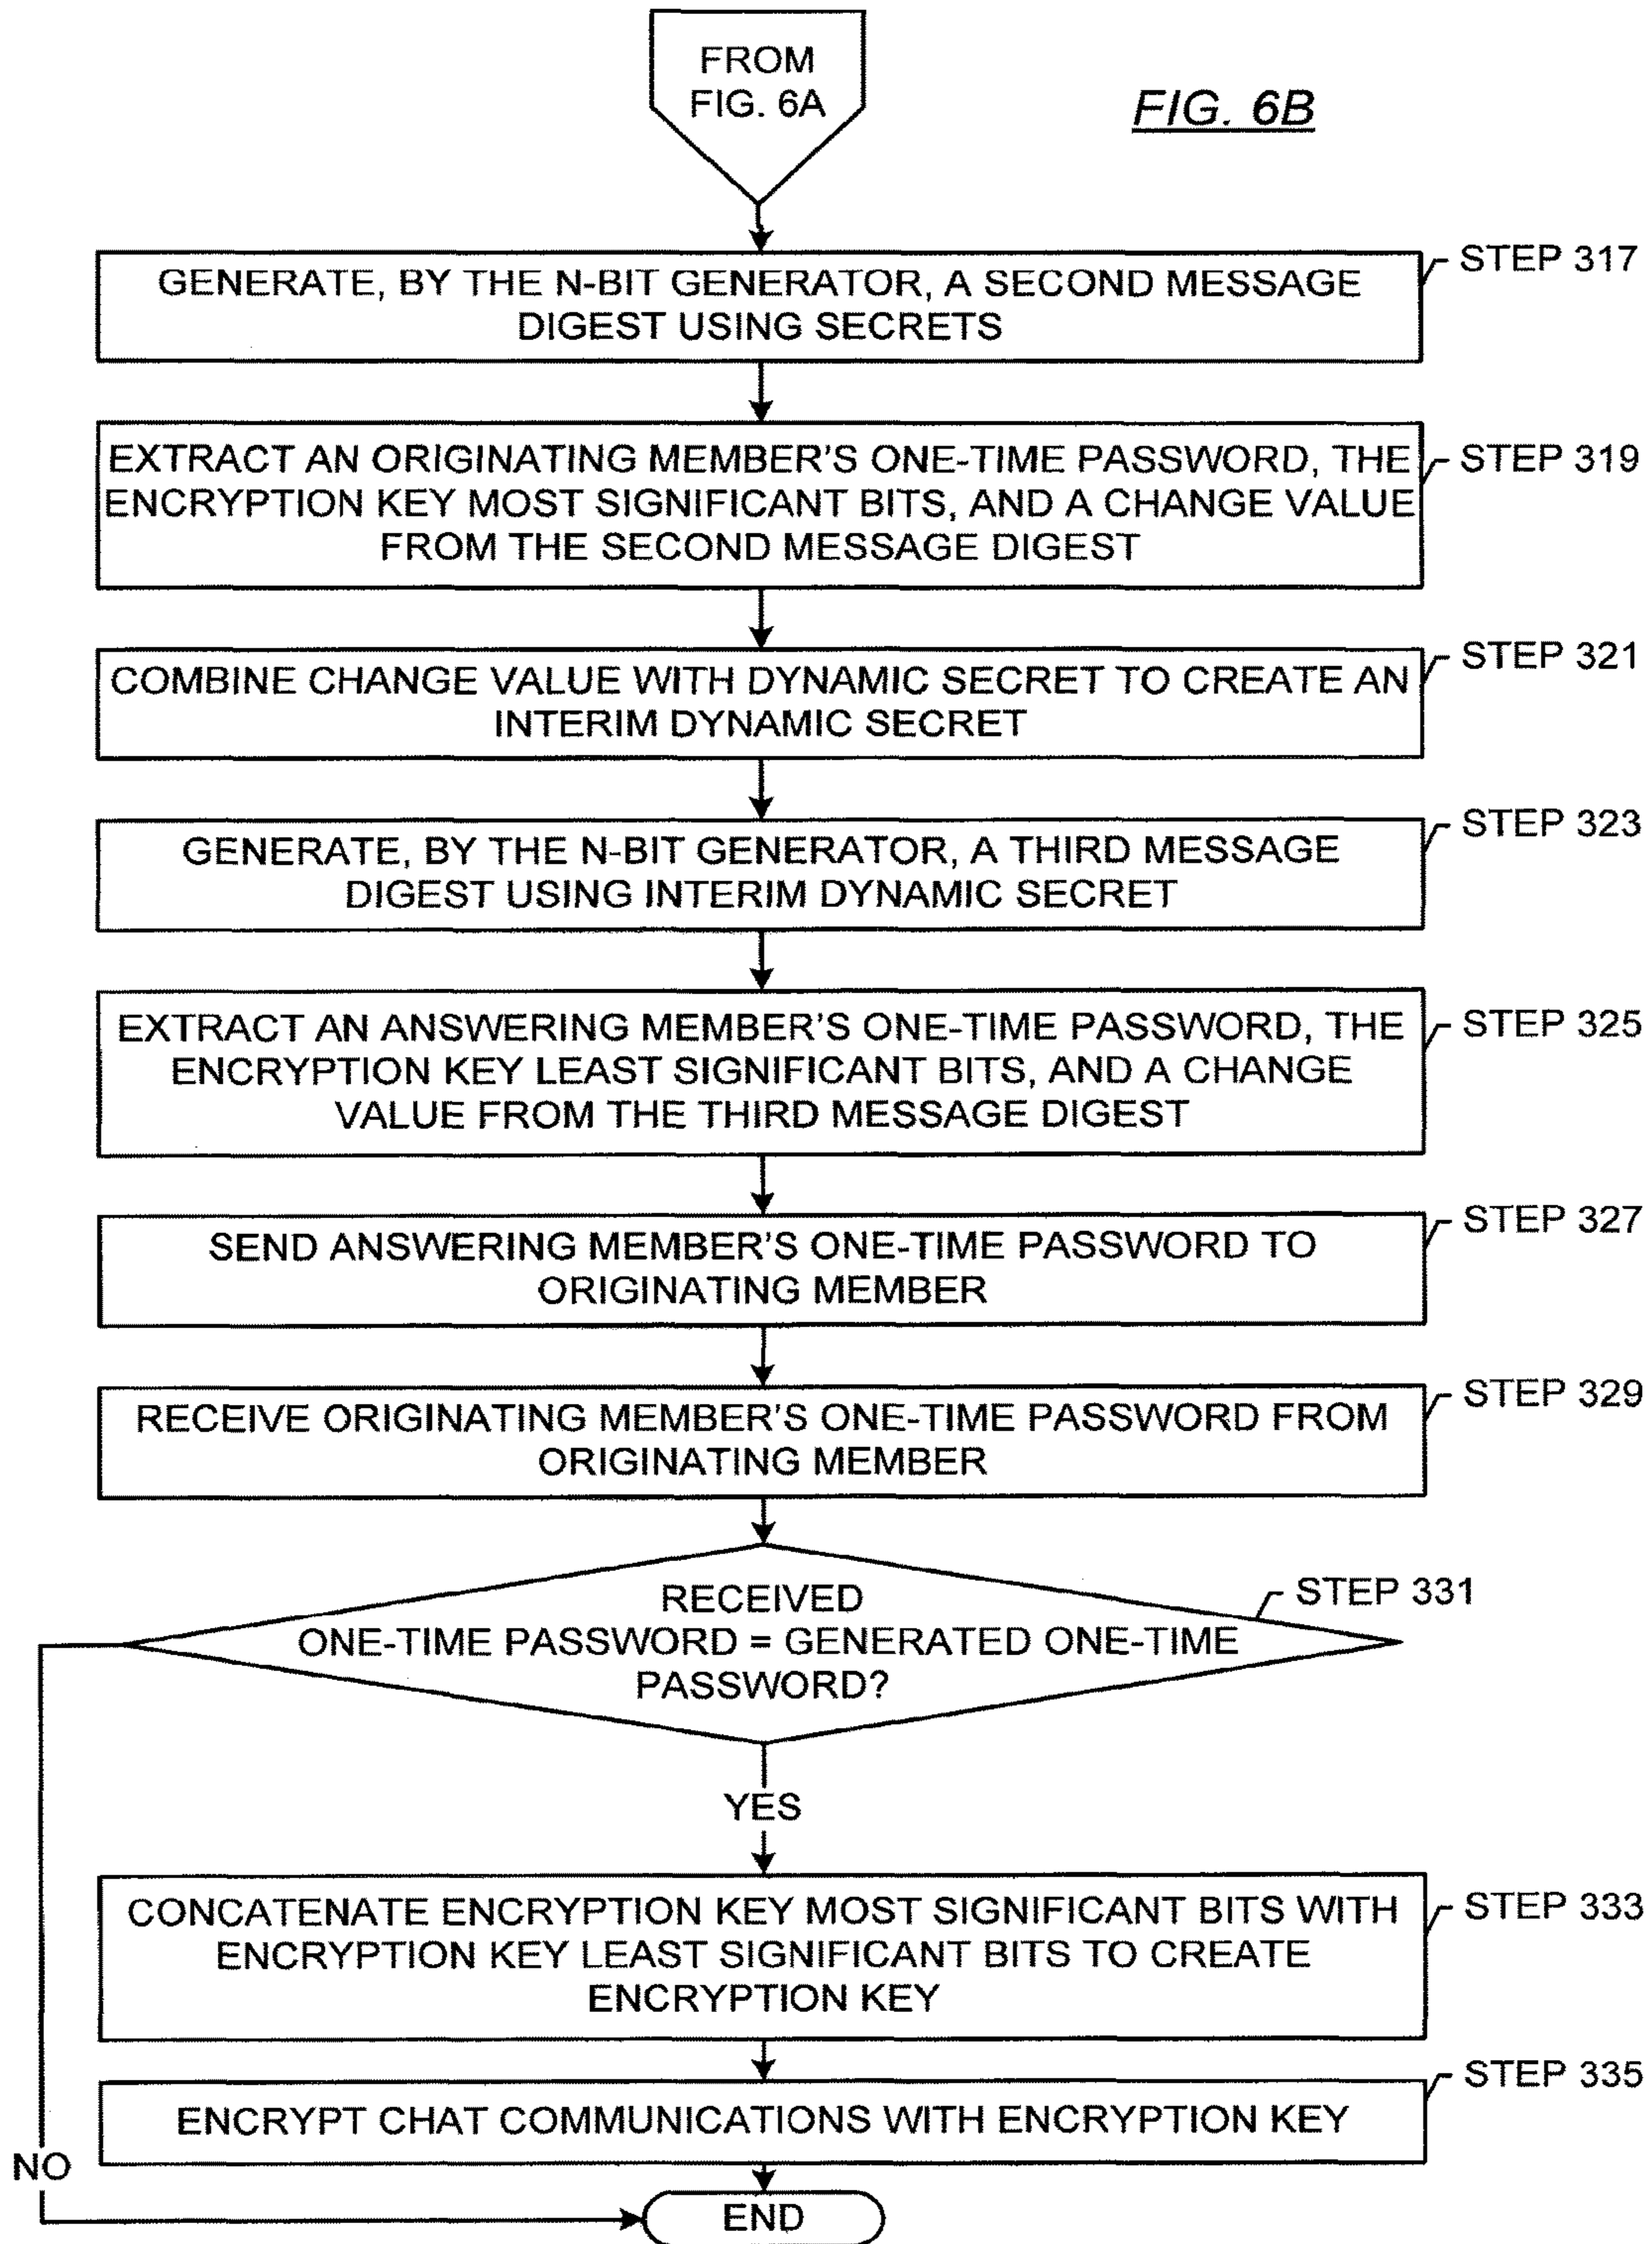 FROM
FIG. 6A
FIG. 6B
STEP 317
GENERATE, BY THE N-BIT GENERATOR, A SECOND MESSAGE
DIGEST USING SECRETS
STEP 319
EXTRACT AN ORIGINATING MEMBER'S ONE-TIME PASSWORD, THE
ENCRYPTION KEY MOST SIGNIFICANT BITS, AND A CHANGE VALUE
FROM THE SECOND MESSAGE DIGEST
STEP 321
COMBINE CHANGE VALUE WITH DYNAMIC SECRET TO CREATE AN
INTERIM DYNAMIC SECRET
STEP 323
GENERATE, BY THE N-BIT GENERATOR, A THIRD MESSAGE
DIGEST USING INTERIM DYNAMIC SECRET
STEP 325
EXTRACT AN ANSWERING MEMBER'S ONE-TIME PASSWORD, THE
ENCRYPTION KEY LEAST SIGNIFICANT BITS, AND A CHANGE
VALUE FROM THE THIRD MESSAGE DIGEST
STEP 327
SEND ANSWERING MEMBER'S ONE-TIME PASSWORD TO
ORIGINATING MEMBER
STEP 329
RECEIVE ORIGINATING MEMBER'S ONE-TIME PASSWORD FROM
ORIGINATING MEMBER
STEP 331
RECEIVED
ONE-TIME PASSWORD = GENERATED ONE-TIME
PASSWORD?
YES
STEP 333
CONCATENATE ENCRYPTION KEY MOST SIGNIFICANT BITS WITH
ENCRYPTION KEY LEAST SIGNIFICANT BITS TO CREATE
ENCRYPTION KEY
STEP 335
ENCRYPT CHAT COMMUNICATIONS WITH ENCRYPTION KEY
NO
END